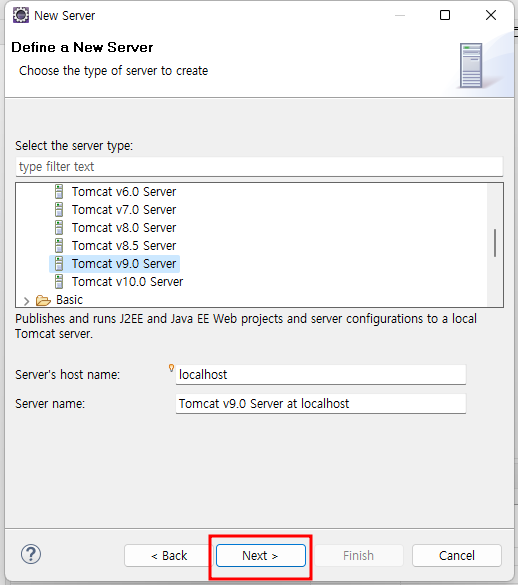 New Server
Define a New Server
Choose the type of server to create
Select the server type:
type filter text
Tomcat v6.0 Server
Tomcat v7.0 Server
Tomcat v8.0 Server
Tomcat v8.5 Server
Tomcat v9.0 Server
Tomcat v10.0 Server
Basic
Publishes and runs J2EE and Java EE Web projects and server configurations to a local
Tomcat server.
Server's host name: localhost
Server name: Tomcat v9.0 Server at localhost
? < Back Next > Finish Cancel